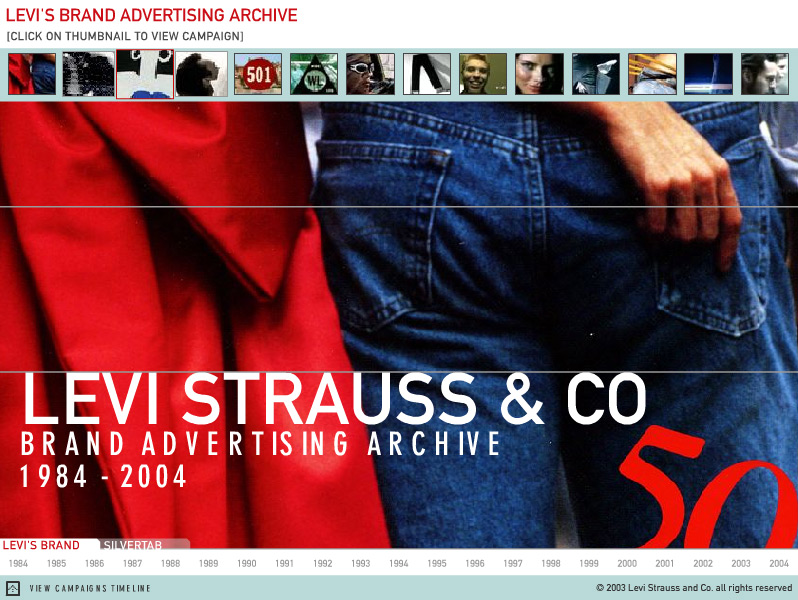 LEVI'S BRAND ADVERTISING ARCHIVE
[CLICK ON THUMBNAIL TO VIEW CAMPAIGN]
501
WL
LEVI STRAUSS & CO
BRAND ADVERTISING ARCHIVE
1984 - 2004
50
LEVI'S BRAND SILVERTAB
1984 1985 1986 1987 1988 1989 1990 1991 1992 1993 1994 1995 1996 1997 1998 1999 2000 2001 2002 2003 2004
VIEW CAMPAIGNS TIMELINE © 2003 Levi Strauss and Co. all rights reserved